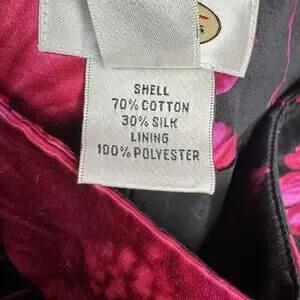 SHELL
70% COTTON
30% SILK
LINING
100% POLYESTER